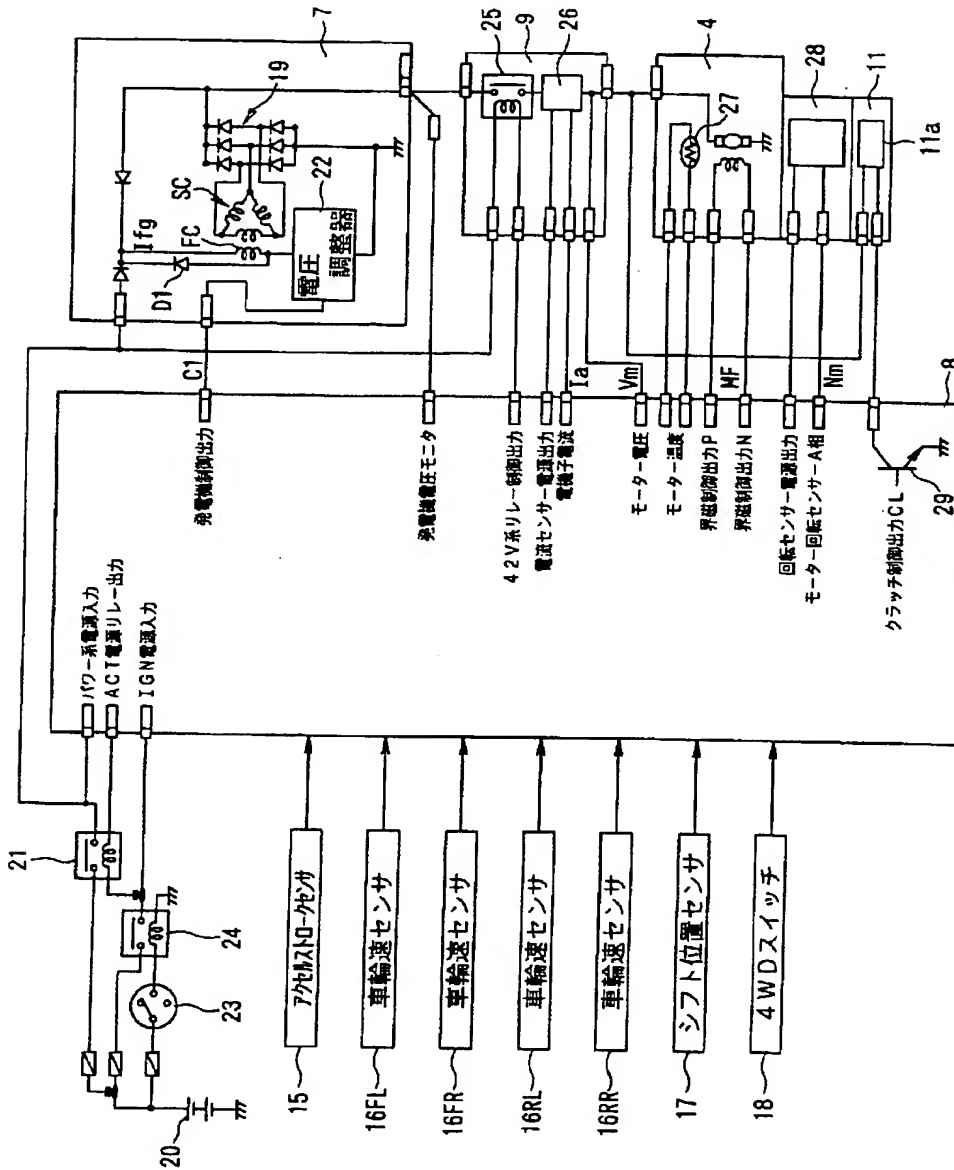 7
19
SC
22
Ifg
FC
電圧
調整器
D1
C1
25
9
26
Ia
Vm
27
4
MF
28
Nm
11
11a
8
発電機制御出力
発電機電圧モニタ
42V系リレー制御出力
電流センサー電源出力
電機子電流
モーター電圧
モーター温度
界磁制御出力P
界磁制御出力N
回転センサー電源出力
モーター回転センサーA相
クラッチ制御出力CL
29
パワー系電源入力
ACT電源リレー出力
IGN電源入力
21
24
23
20
アクセルストロークセンサ
15
車輪速センサ
16FL
車輪速センサ
16FR
車輪速センサ
16RL
車輪速センサ
16RR
シフト位置センサ
17
4WDスイッチ
18